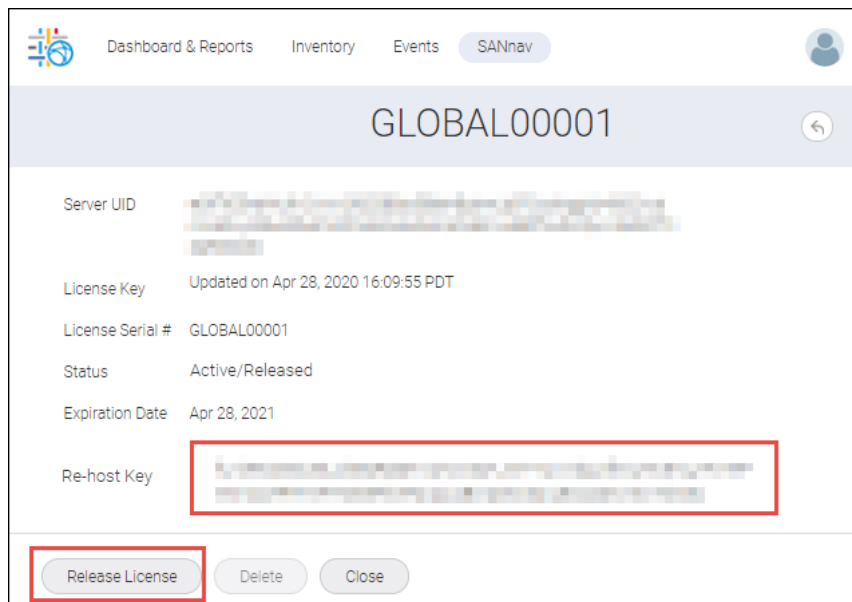 Dashboard & Reports Inventory Events SANnav
GLOBAL00001
Server UID
License Key Updated on Apr 28, 2020 16:09:55 PDT
License Serial # GLOBAL00001
Status Active/Released
Expiration Date Apr 28, 2021
Re-host Key
Release License Delete Close